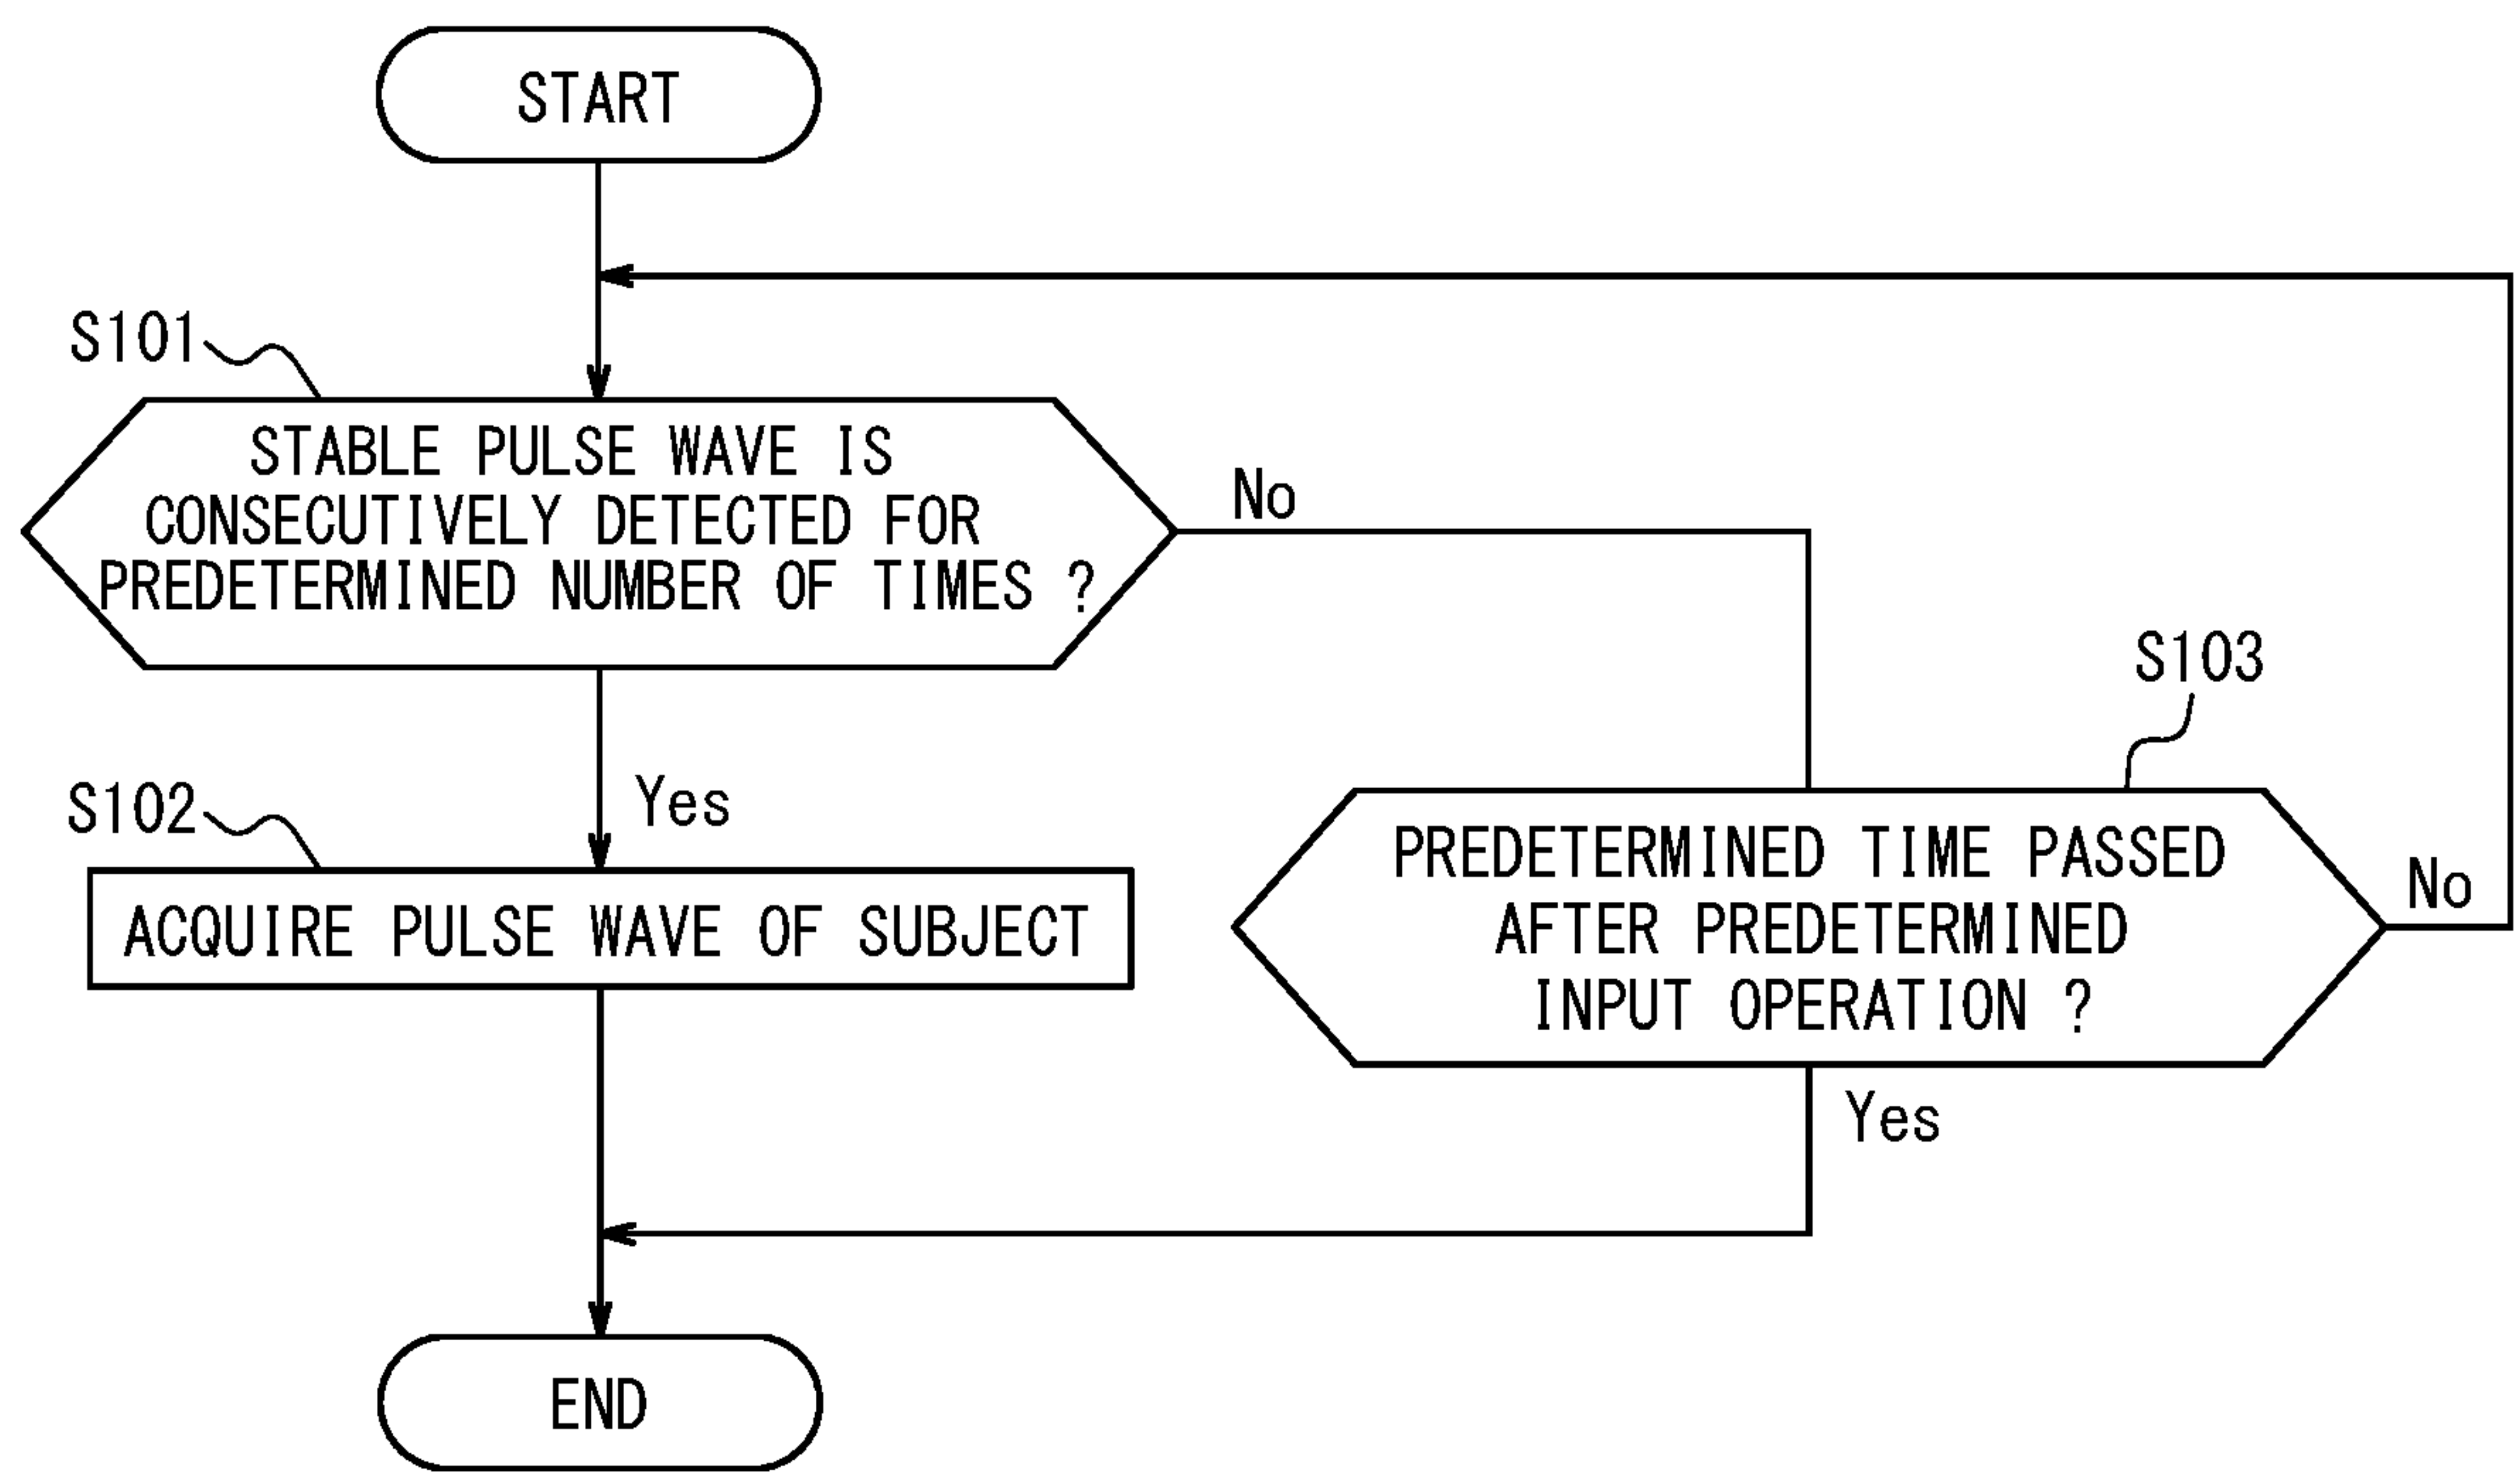 START
S101
STABLE PULSE WAVE IS
CONSECUTIVELY DETECTED FOR
PREDETERMINED NUMBER OF TIMES ?
No
Yes
S102
ACQUIRE PULSE WAVE OF SUBJECT
S103
PREDETERMINED TIME PASSED
AFTER PREDETERMINED
INPUT OPERATION ?
No
Yes
END